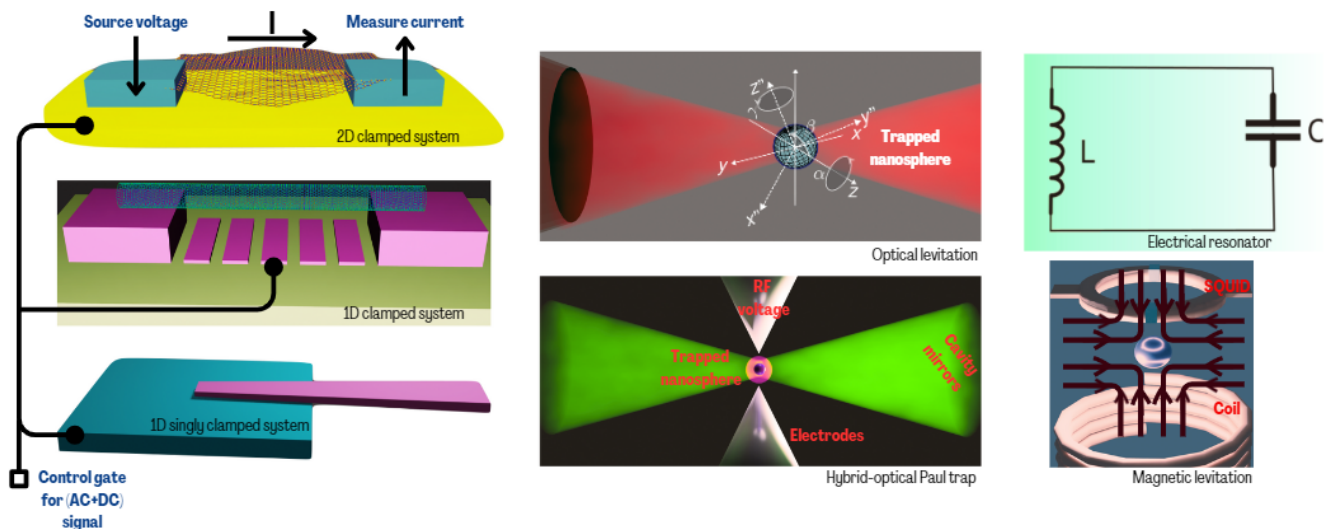 Source voltage
I
Measure current
2D clamped system
1D clamped system
1D singly clamped system
Control gate
for (AC+DC)
signal
z"
γ
β
y"
x
Trapped
nanosphere
y
α
z
x"
Optical levitation
RF
voltage
Trapped
nanosphere
Cavity
mirrors
Electrodes
Hybrid-optical Paul trap
L
C
Electrical resonator
SQUID
Coil
Magnetic levitation